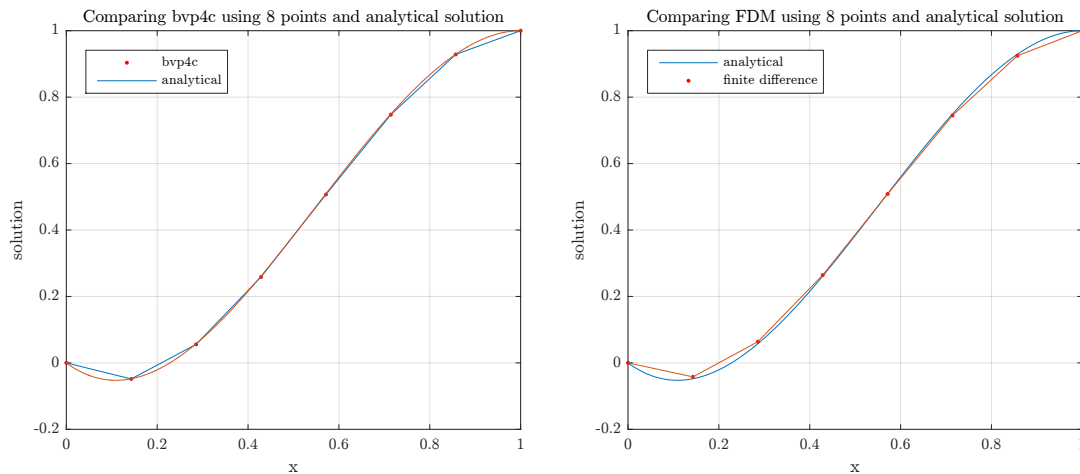 Comparing bvp4c using 8 points and analytical solution
1
0.8
0.6
0.4
0.2
0
-0.2
solution
bvp4c
analytical
0
0.2
0.4
0.6
0.8
1
x
Comparing FDM using 8 points and analytical solution
1
0.8
0.6
0.4
0.2
0
-0.2
solution
analytical
finite difference
0
0.2
0.4
0.6
0.8
1
x